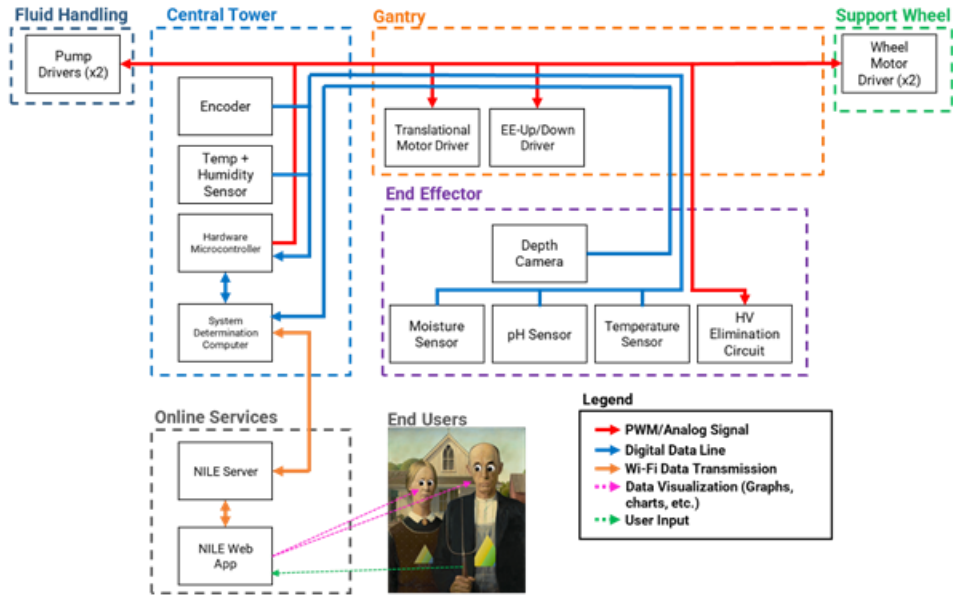 Fluid Handling
Central Tower
Gantry
Support Wheel
Pump
Drivers (x2)
Wheel
Motor
Driver (x2)
Encoder
Translational
Motor Driver
EE-Up/Down
Driver
Temp +
Humidity
Sensor
End Effector
Hardware
Microcontroller
Depth
Camera
System
Determination
Computer
Moisture
Sensor
pH Sensor
Temperature
Sensor
HV
Elimination
Circuit
Online Services
End Users
Legend
NILE Server
PWM/Analog Signal
Digital Data Line
Wi-Fi Data Transmission
Data Visualization (Graphs,
charts, etc.)
User Input
NILE Web
App